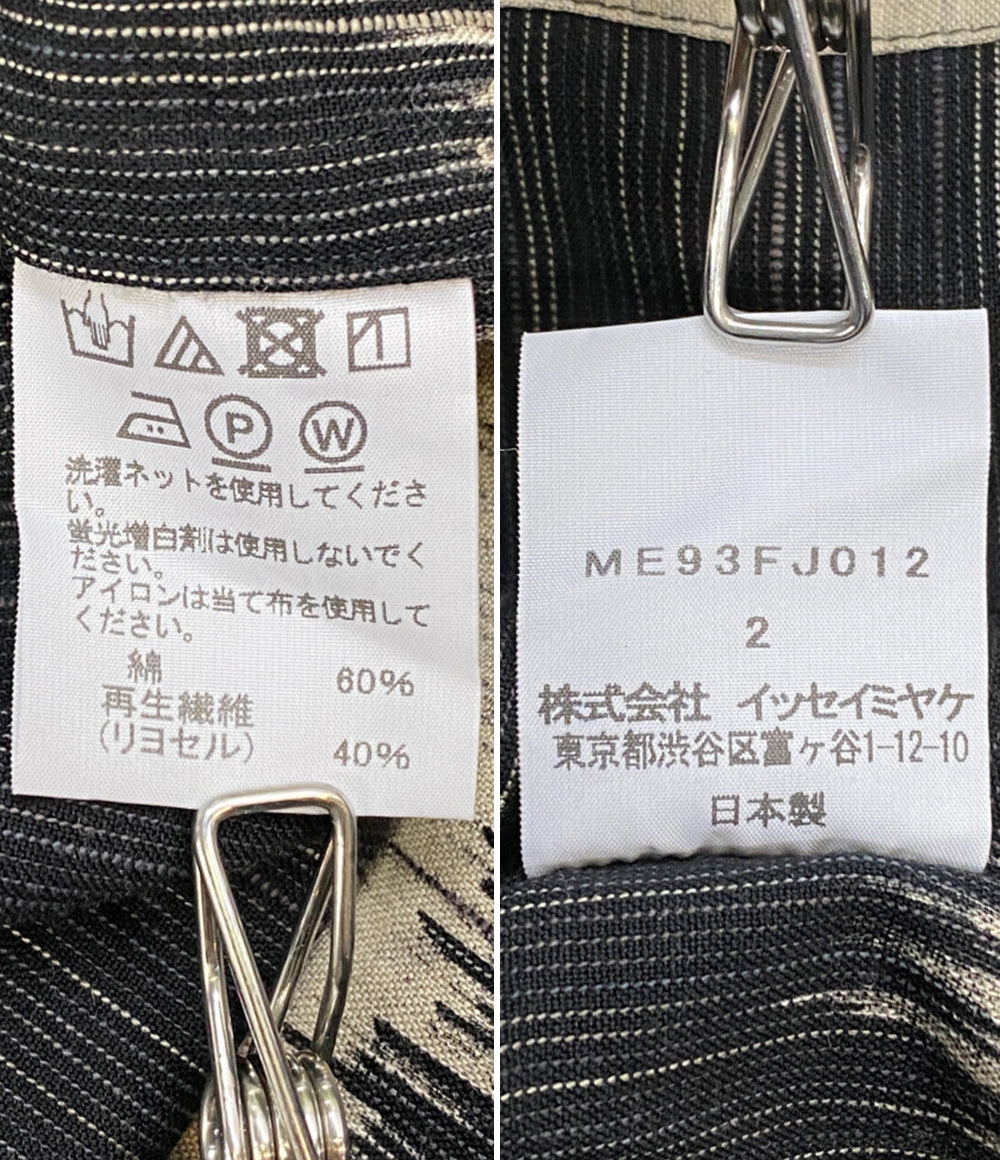 P W
洗濯ネットを使用してくださ
い。
蛍光増白剤は使用しないでく
ださい。
アイロンは当て布を使用して
ください。
綿 60%
再生繊維
(リヨセル) 40%
ME93FJ012
2
株式会社 イッセイミヤケ
東京都渋谷区富ヶ谷1-12-10
日本製